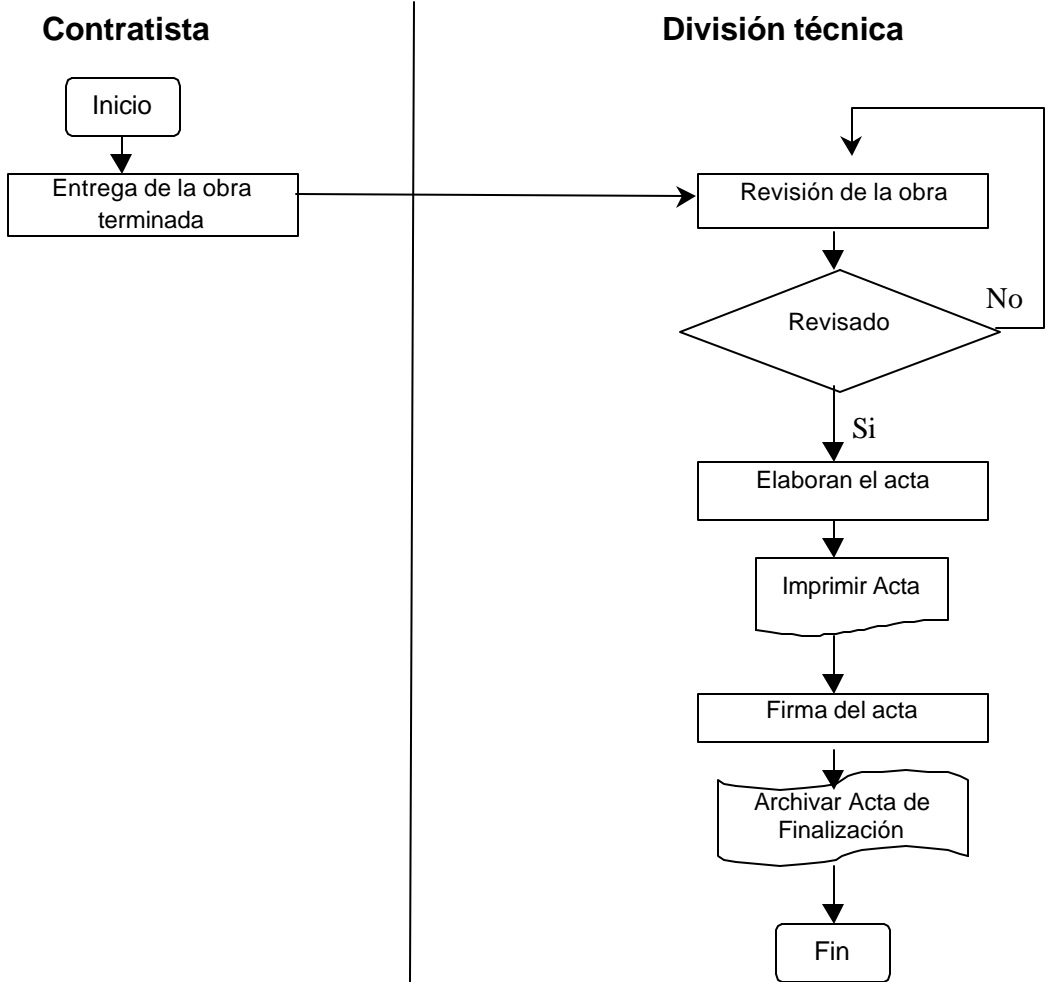 Contratista
División técnica
Inicio
Entrega de la obra
terminada
Revisión de la obra
Revisado
No
Si
Elaboran el acta
Imprimir Acta
Firma del acta
Archivar Acta de
Finalización
Fin